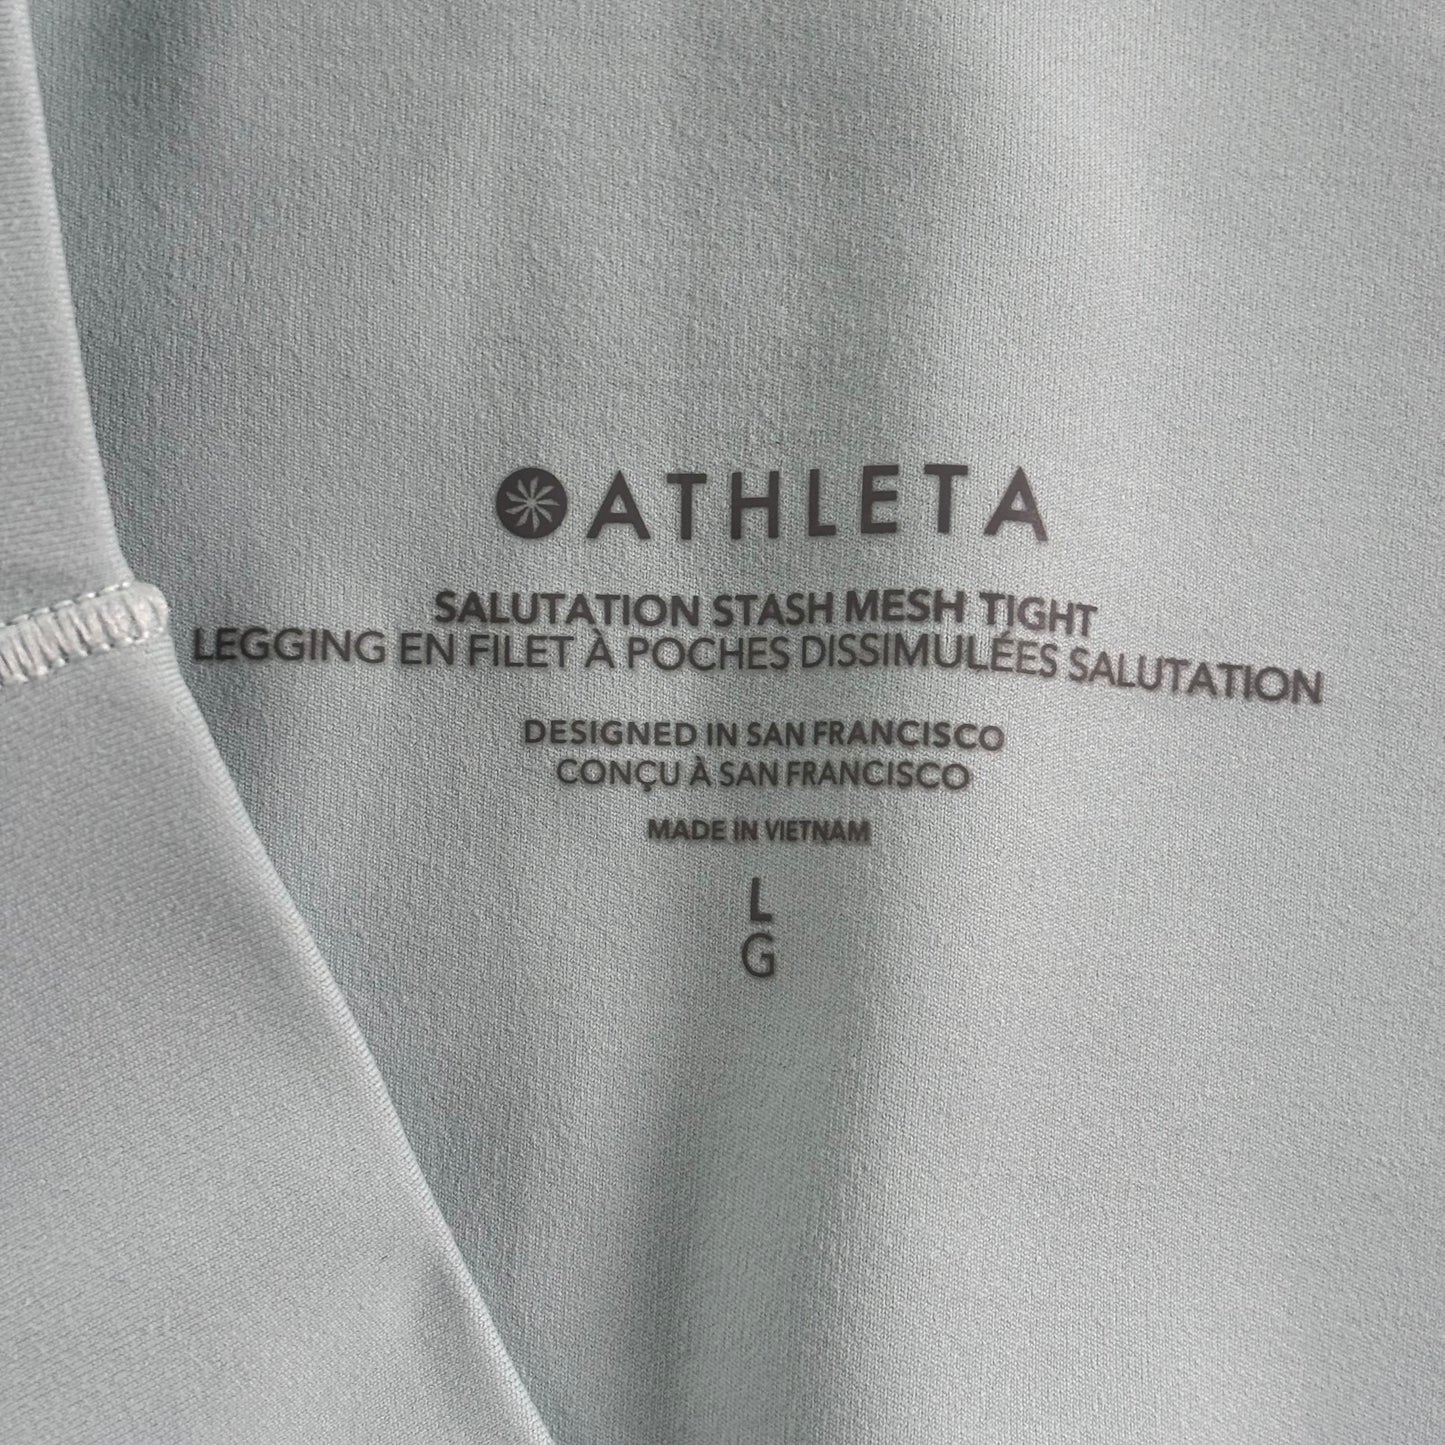 ATHLETA
SALUTATION STASH MESH TIGHT
LEGGING EN FILET À POCHES DISSIMULÉES SALUTATION
DESIGNED IN SAN FRANCISCO
CONÇU À SAN FRANCISCO
MADE IN VIETNAM
L
G